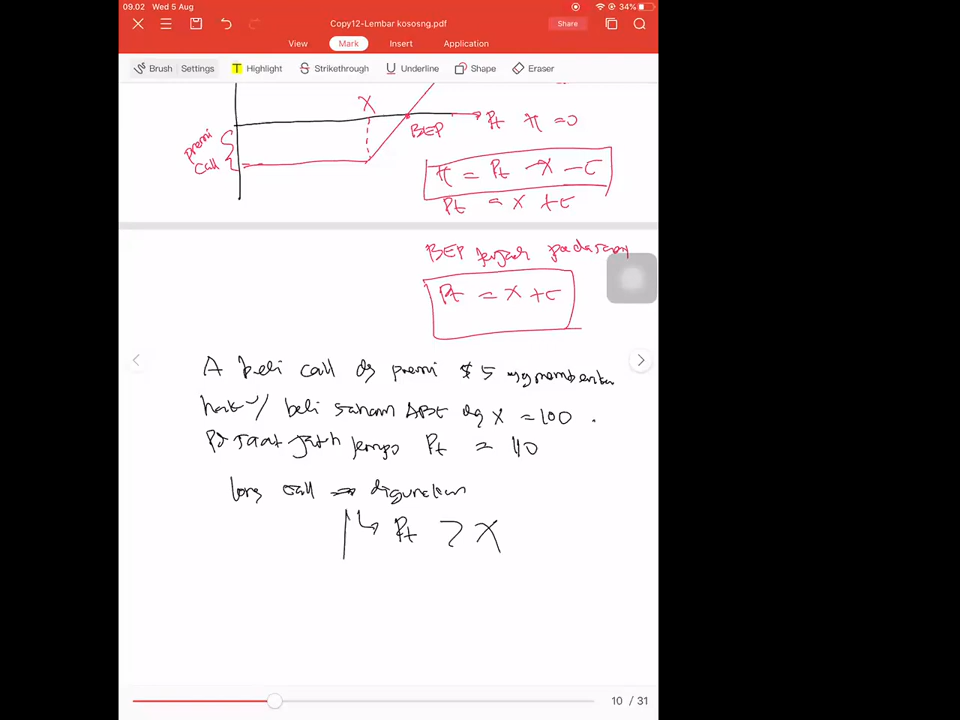 09.02 Wed 5 Aug
34%
Copy12-Lembar kososng.pdf
Share
View Mark Insert Application
Brush Settings Highlight Strikethrough Underline Shape Eraser
X
BEP
Pt π = 0
premi
call
π = Pt - X - C
Pt = X + C
BEP terjadi pada saat
Pt = X + C
A beli call dg premi $5 yg memberikan
hak u/ beli saham dg X = 100.
Pd saat jatuh tempo Pt = 110
long call → digunakan
Pt > X
10 / 31